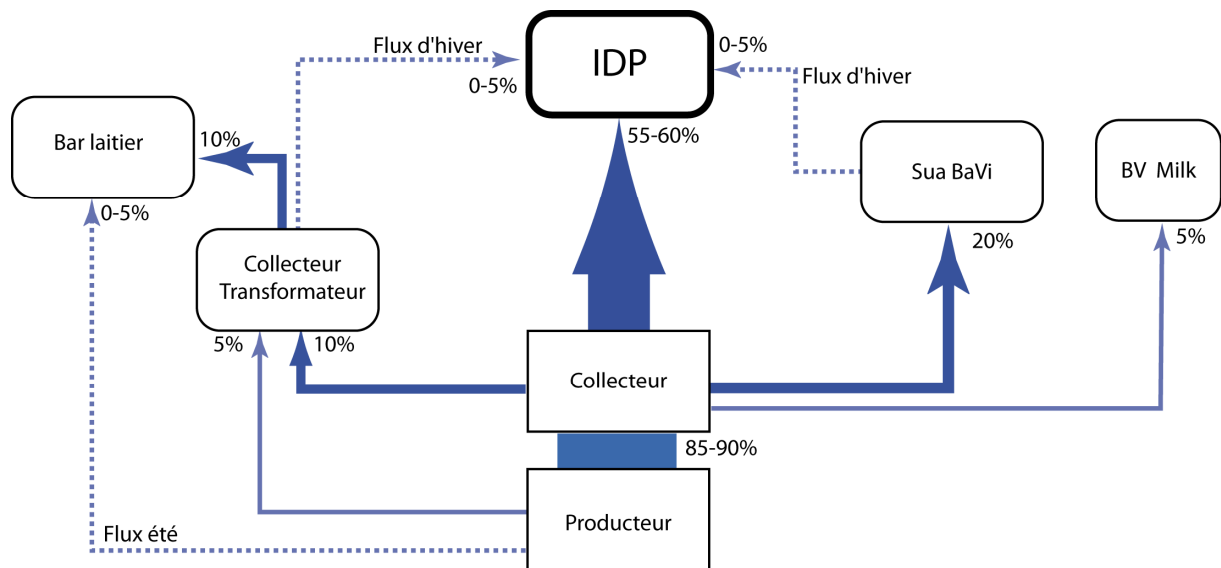 Flux d'hiver
IDP
0-5%
0-5%
Flux d'hiver
Bar laitier
10%
55-60%
Sua BaVi
BV Milk
0-5%
20%
5%
Collecteur
Transformateur
5%
10%
Collecteur
85-90%
Producteur
Flux été